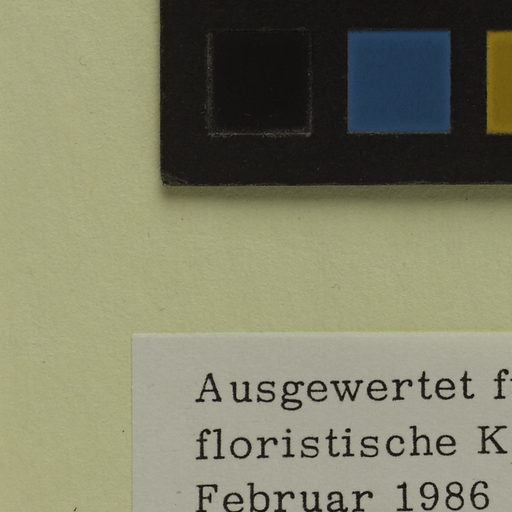 Ausgewertet f
floristische K
Februar 1986